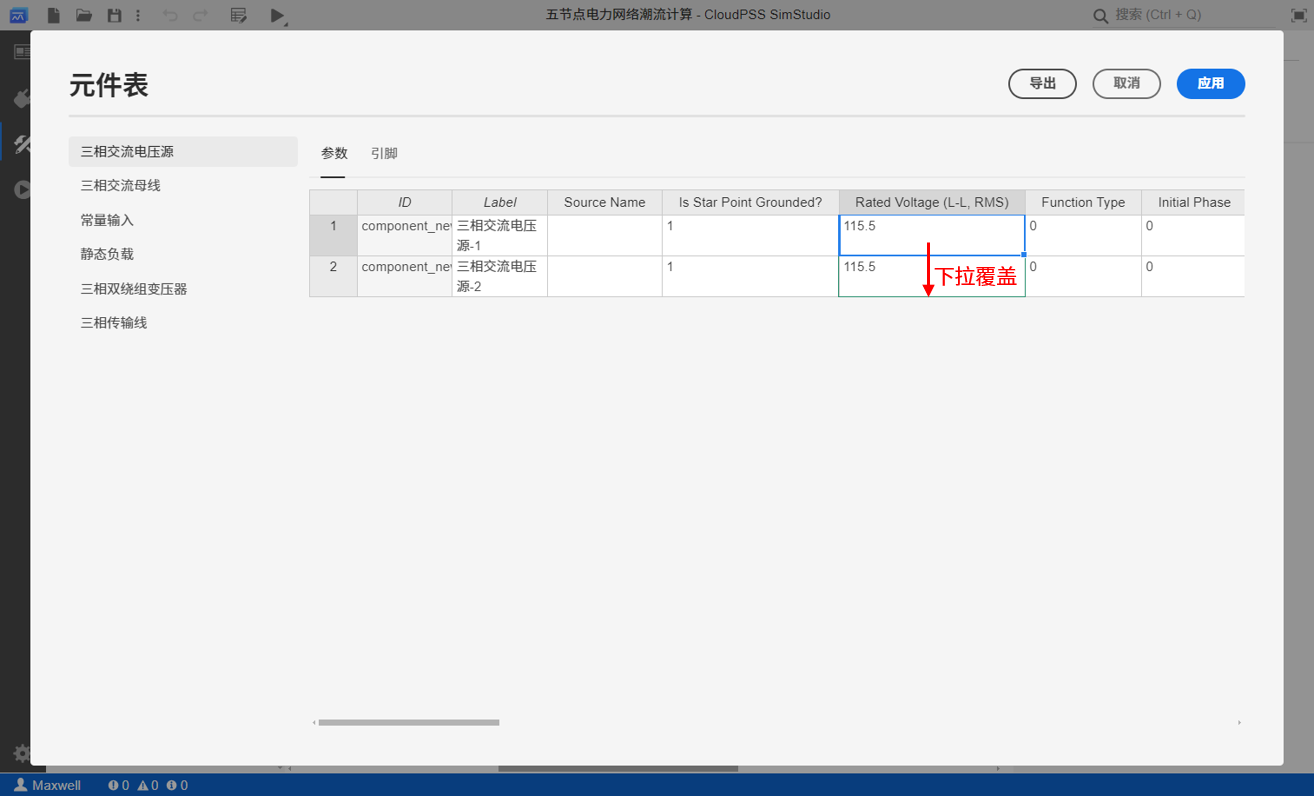 五节点电力网络潮流计算 - CloudPSS SimStudio
搜索 (Ctrl + Q)
元件表
导出
取消
应用
三相交流电压源
三相交流母线
常量输入
静态负载
三相双绕组变压器
三相传输线
参数 引脚
ID Label Source Name Is Star Point Grounded? Rated Voltage (L-L, RMS) Function Type Initial Phase
1 component_new 三相交流电压 1 115.5 0 0
源-1
2 component_new 三相交流电压 1 115.5 0 0
源-2
下拉覆盖
Maxwell 0 0 0